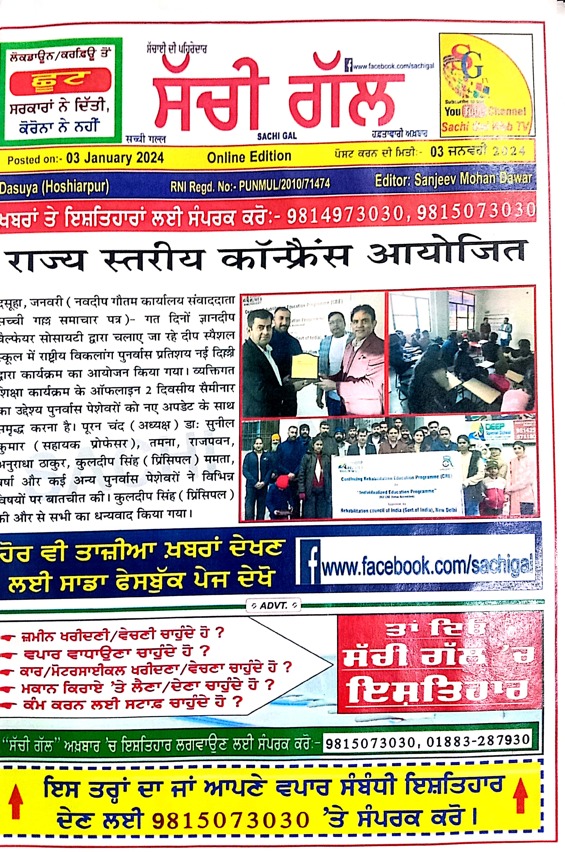 ਲੋਕਡਾਊਨ/ਕਰਫ਼ਿਊ ਤੋਂ
ਛੂਟ
ਸਰਕਾਰਾਂ ਨੇ ਦਿੱਤੀ,
ਕੋਰੋਨਾ ਨੇ ਨਹੀਂ
ਸੱਚਾਈ ਦੀ ਪਹਿਰੇਦਾਰ
www.facebook.com/sachigal
ਸੱਚੀ ਗੱਲ
सच्ची गल्ल
SACHI GAL
ਹਫ਼ਤਾਵਾਰੀ ਅਖ਼ਬਾਰ
SG
Subscribe
YouTube Channel
Sachi Gal Web TV
Posted on:- 03 January 2024
Online Edition
ਪੋਸਟ ਕਰਨ ਦੀ ਮਿਤੀ:- 03 ਜਨਵਰੀ 2024
Dasuya (Hoshiarpur)
RNI Regd. No:- PUNMUL/2010/71474
Editor: Sanjeev Mohan Dawar
ਖ਼ਬਰਾਂ ਤੇ ਇਸ਼ਤਿਹਾਰਾਂ ਲਈ ਸੰਪਰਕ ਕਰੋ:- 9814973030, 9815073030
राज्य स्तरीय कॉन्फ्रैंस आयोजित
दसूहा, जनवरी ( नवदीप गौतम कार्यालय संवाददाता
सच्ची गल्ल समाचार पत्र )- गत दिनों ज्ञानदीप
वेल्फेयर सोसायटी द्वारा चलाए जा रहे दीप स्पैशल
स्कूल में राष्ट्रीय विकलांग पुनर्वास प्रतिशय नई दिल्ली
द्वारा कार्यक्रम का आयोजन किया गया। व्यक्तिगत
शिक्षा कार्यक्रम के ऑफलाइन 2 दिवसीय सैमीनार
का उद्देश्य पुनर्वास पेशेवरों को नए अपडेट के साथ
समृद्ध करना है। पूरन चंद (अध्यक्ष) डा: सुनील
कुमार (सहायक प्रोफेसर), तमना, राजपवन,
अनुराधा ठाकुर, कुलदीप सिंह (प्रिंसिपल) ममता,
वर्षा और कई अन्य पुनर्वास पेशेवरों ने विभिन्न
विषयों पर बातचीत की। कुलदीप सिंह (प्रिंसिपल)
की ओर से सभी का धन्यवाद किया गया।
DEEP
Continuing Rehabilitation Education Programme (CRE)
"Individualized Education Programme"
Rehabilitation council of India (Govt of India), New Delhi
ਹੋਰ ਵੀ ਤਾਜ਼ੀਆ ਖ਼ਬਰਾਂ ਦੇਖਣ
ਲਈ ਸਾਡਾ ਫੇਸਬੁੱਕ ਪੇਜ ਦੇਖੋ
www.facebook.com/sachigal
ADVT.
ਜ਼ਮੀਨ ਖਰੀਦਣੀ/ਵੇਚਣੀ ਚਾਹੁੰਦੇ ਹੋ ?
ਵਪਾਰ ਵਾਧਾਉਣਾ ਚਾਹੁੰਦੇ ਹੋ ?
ਕਾਰ/ਮੋਟਰਸਾਈਕਲ ਖਰੀਦਣਾ/ਵੇਚਣਾ ਚਾਹੁੰਦੇ ਹੋ ?
ਮਕਾਨ ਕਿਰਾਏ 'ਤੇ ਲੈਣਾ/ਦੇਣਾ ਚਾਹੁੰਦੇ ਹੋ ?
ਕੰਮ ਕਰਨ ਲਈ ਸਟਾਫ਼ ਚਾਹੁੰਦੇ ਹੋ ?
ਤਾਂ ਦਿਓ
ਸੱਚੀ ਗੱਲ 'ਚ
ਇਸ਼ਤਿਹਾਰ
"ਸੱਚੀ ਗੱਲ" ਅਖ਼ਬਾਰ 'ਚ ਇਸ਼ਤਿਹਾਰ ਲਗਵਾਉਣ ਲਈ ਸੰਪਰਕ ਕਰੋ:- 9815073030, 01883-287930
ਇਸ ਤਰ੍ਹਾਂ ਦਾ ਜਾਂ ਆਪਣੇ ਵਪਾਰ ਸੰਬੰਧੀ ਇਸ਼ਤਿਹਾਰ
ਦੇਣ ਲਈ 9815073030 'ਤੇ ਸੰਪਰਕ ਕਰੋ।